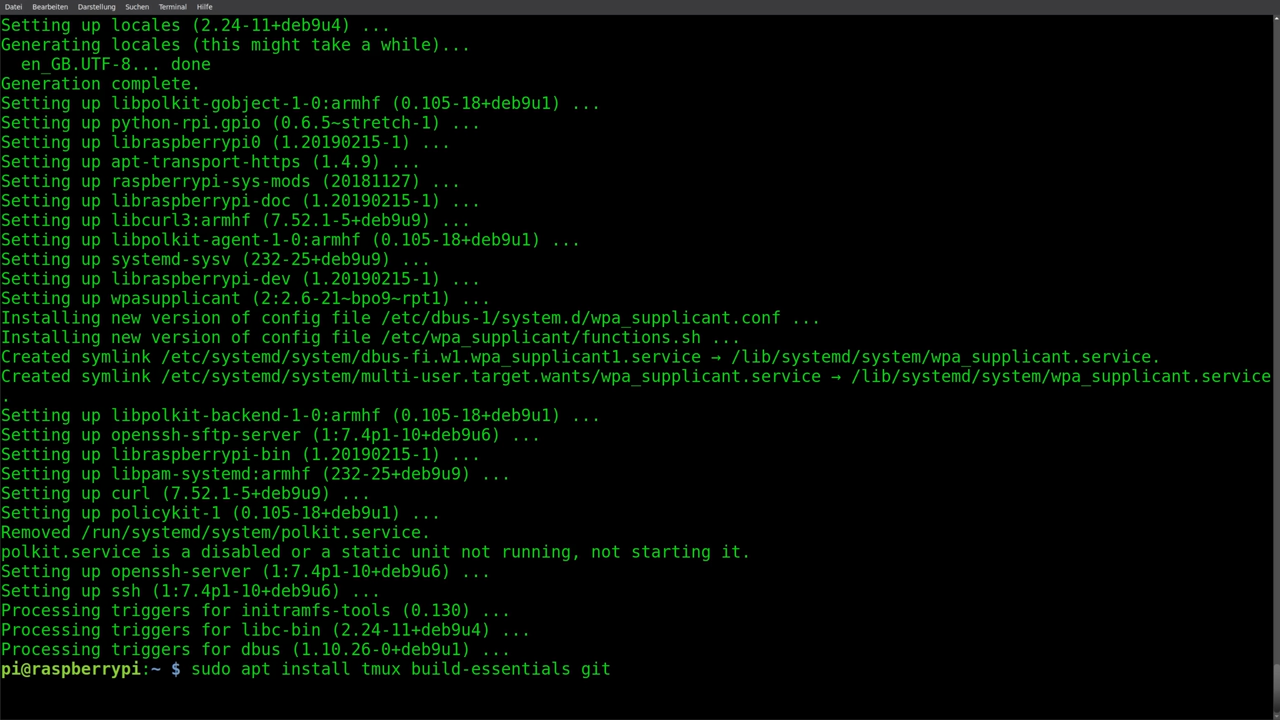 Datei Bearbeiten Darstellung Suchen Terminal Hilfe
Setting up locales (2.24-11+deb9u4) ...
Generating locales (this might take a while)...
  en_GB.UTF-8... done
Generation complete.
Setting up libpolkit-gobject-1-0:armhf (0.105-18+deb9u1) ...
Setting up python-rpi.gpio (0.6.5~stretch-1) ...
Setting up libraspberrypi0 (1.20190215-1) ...
Setting up apt-transport-https (1.4.9) ...
Setting up raspberrypi-sys-mods (20181127) ...
Setting up libraspberrypi-doc (1.20190215-1) ...
Setting up libcurl3:armhf (7.52.1-5+deb9u9) ...
Setting up libpolkit-agent-1-0:armhf (0.105-18+deb9u1) ...
Setting up systemd-sysv (232-25+deb9u9) ...
Setting up libraspberrypi-dev (1.20190215-1) ...
Setting up wpasupplicant (2:2.6-21~bpo9~rpt1) ...
Installing new version of config file /etc/dbus-1/system.d/wpa_supplicant.conf ...
Installing new version of config file /etc/wpa_supplicant/functions.sh ...
Created symlink /etc/systemd/system/dbus-fi.w1.wpa_supplicant1.service → /lib/systemd/system/wpa_supplicant.service.
Created symlink /etc/systemd/system/multi-user.target.wants/wpa_supplicant.service → /lib/systemd/system/wpa_supplicant.service
.
Setting up libpolkit-backend-1-0:armhf (0.105-18+deb9u1) ...
Setting up openssh-sftp-server (1:7.4p1-10+deb9u6) ...
Setting up libraspberrypi-bin (1.20190215-1) ...
Setting up libpam-systemd:armhf (232-25+deb9u9) ...
Setting up curl (7.52.1-5+deb9u9) ...
Setting up policykit-1 (0.105-18+deb9u1) ...
Removed /run/systemd/system/polkit.service.
polkit.service is a disabled or a static unit not running, not starting it.
Setting up openssh-server (1:7.4p1-10+deb9u6) ...
Setting up ssh (1:7.4p1-10+deb9u6) ...
Processing triggers for initramfs-tools (0.130) ...
Processing triggers for libc-bin (2.24-11+deb9u4) ...
Processing triggers for dbus (1.10.26-0+deb9u1) ...
pi@raspberrypi:~ $ sudo apt install tmux build-essentials git